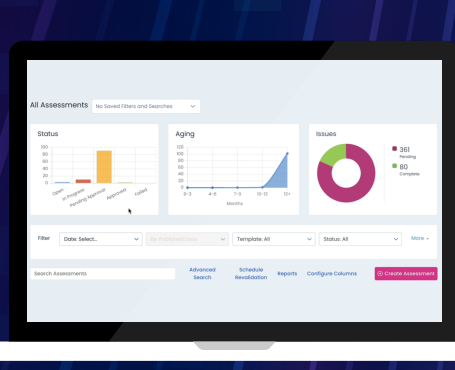 All Assessments
No Saved Filters and Searches
Status
100
80
60
40
20
0
Open
In Progress
Pending Approval
Approved
Failed
Aging
120
100
80
60
40
20
0
0-3
4-6
7-9
10-12
12+
Months
Issues
361
Pending
80
Complete
Filter
Date: Select...
Template: All
Status: All
More
Search Assessments
Advanced
Search
Schedule
Revalidation
Reports
Configure Columns
Create Assessment